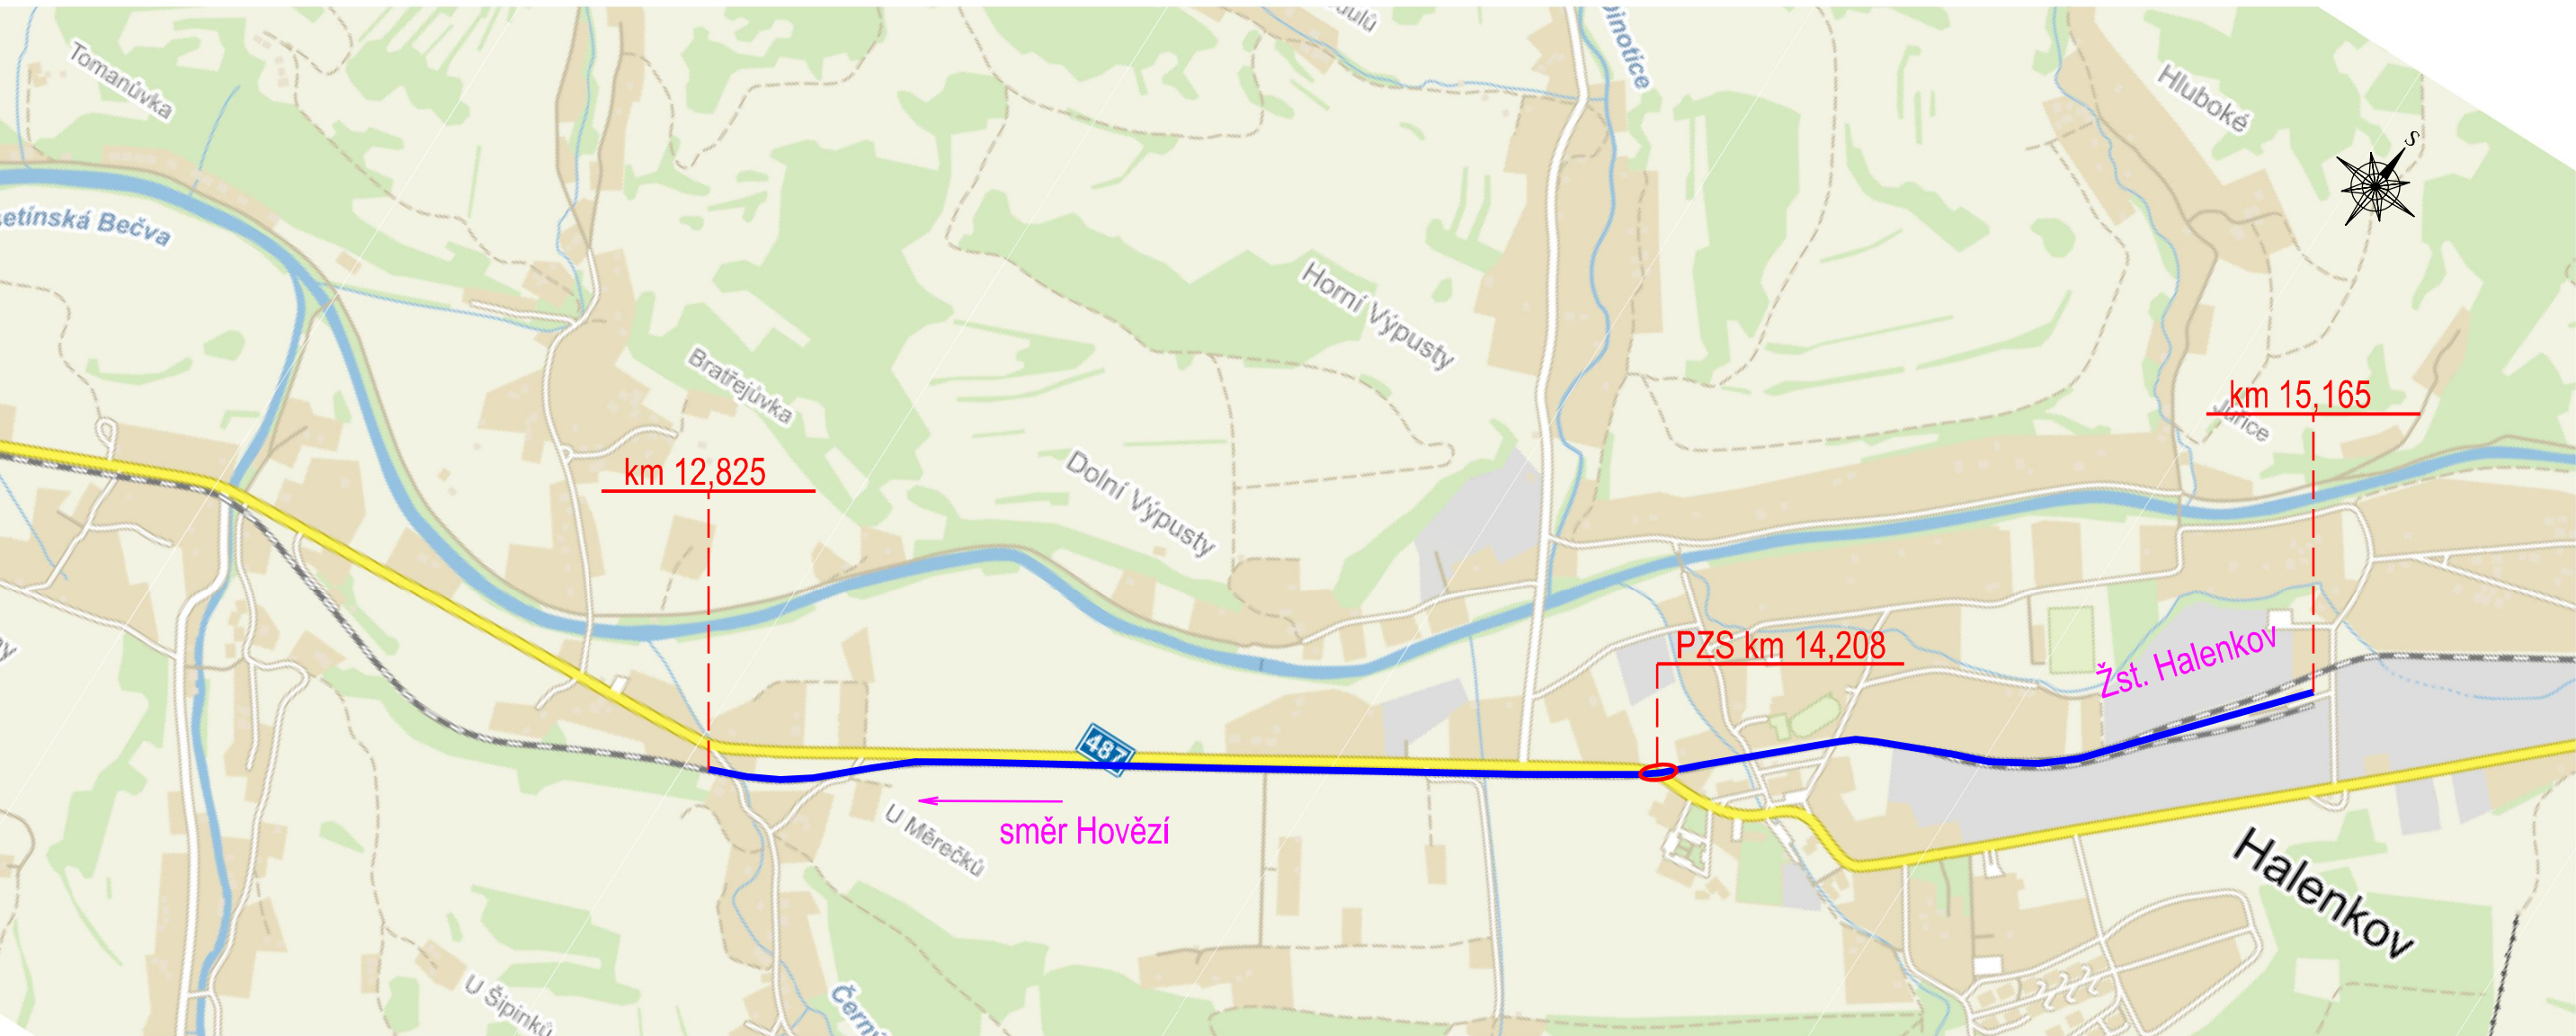 Tomanůvka
Hluboké
S
Horní Výpusty
Bratřejůvka
km 15,165
km 12,825
Dolní Výpusty
PZS km 14,208
Žst. Halenkov
487
směr Hovězí
U Měrečků
Halenkov
U Šipinků
Bečva